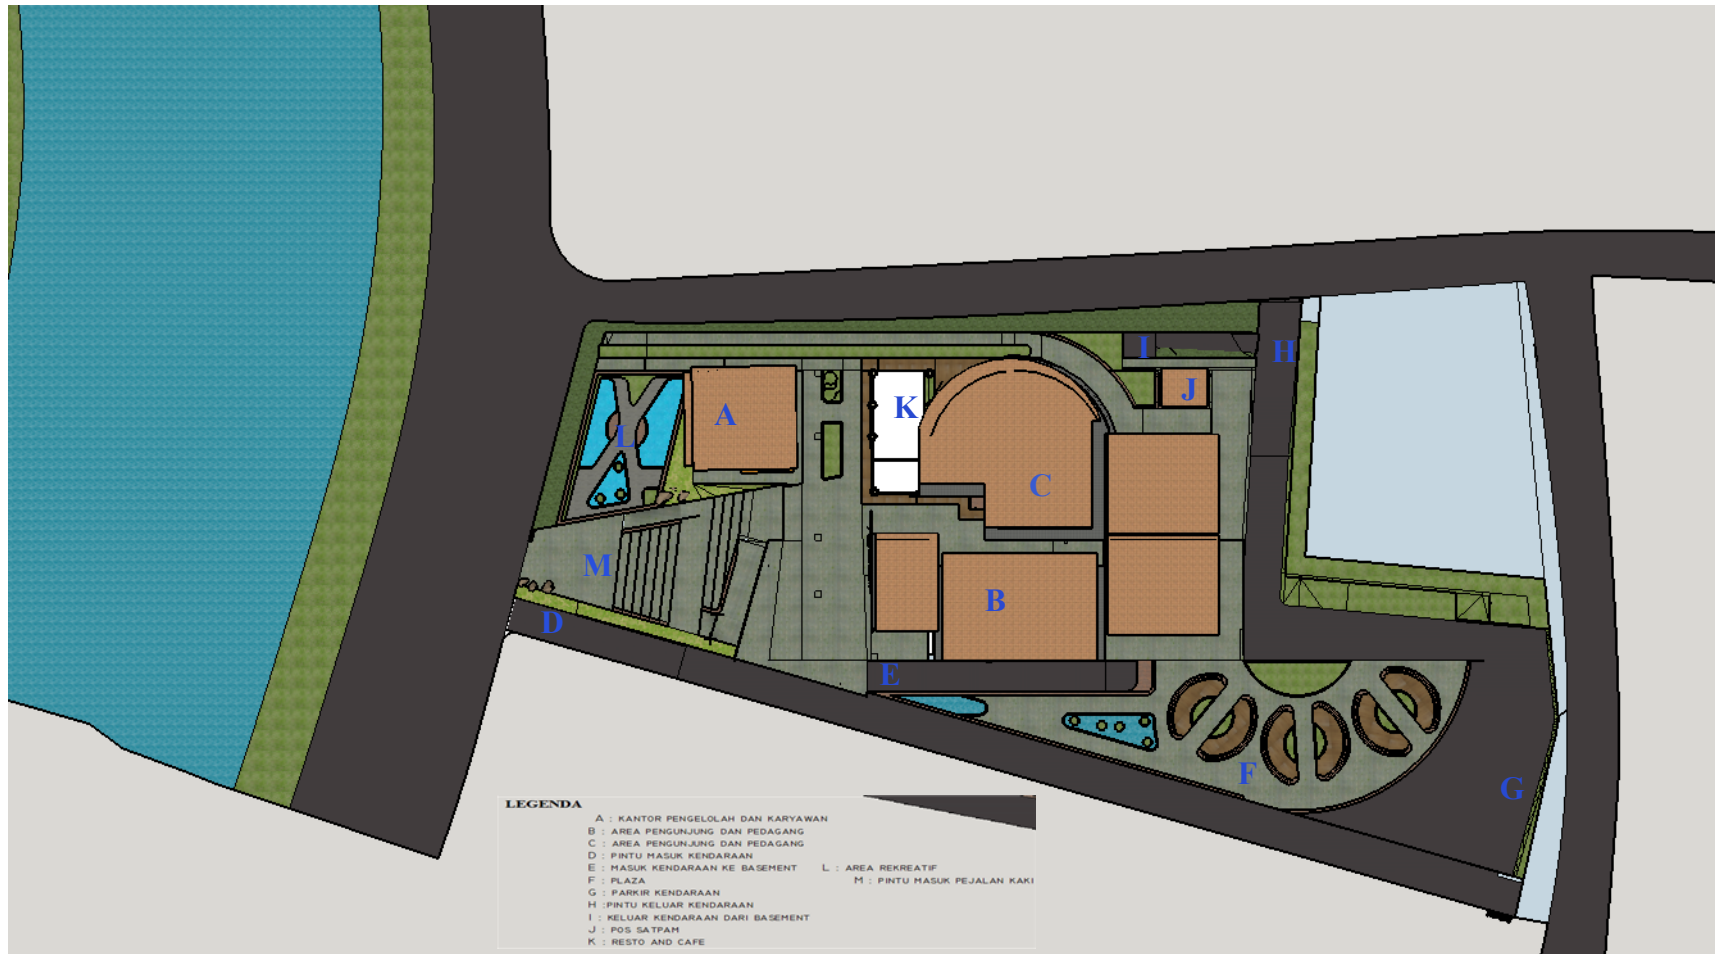 I
H
K
J
A
L
C
M
B
D
E
F
G
LEGENDA
A : KANTOR PENGELOLAH DAN KARYAWAN
B : AREA PENGUNJUNG DAN PEDAGANG
C : AREA PENGUNJUNG DAN PEDAGANG
D : PINTU MASUK KENDARAAN
E : MASUK KENDARAAN KE BASEMENT L : AREA REKREATIF
F : PLAZA M : PINTU MASUK PEJALAN KAKI
G : PARKIR KENDARAAN
H :PINTU KELUAR KENDARAAN
I : KELUAR KENDARAAN DARI BASEMENT
J : POS SATPAM
K : RESTO AND CAFE